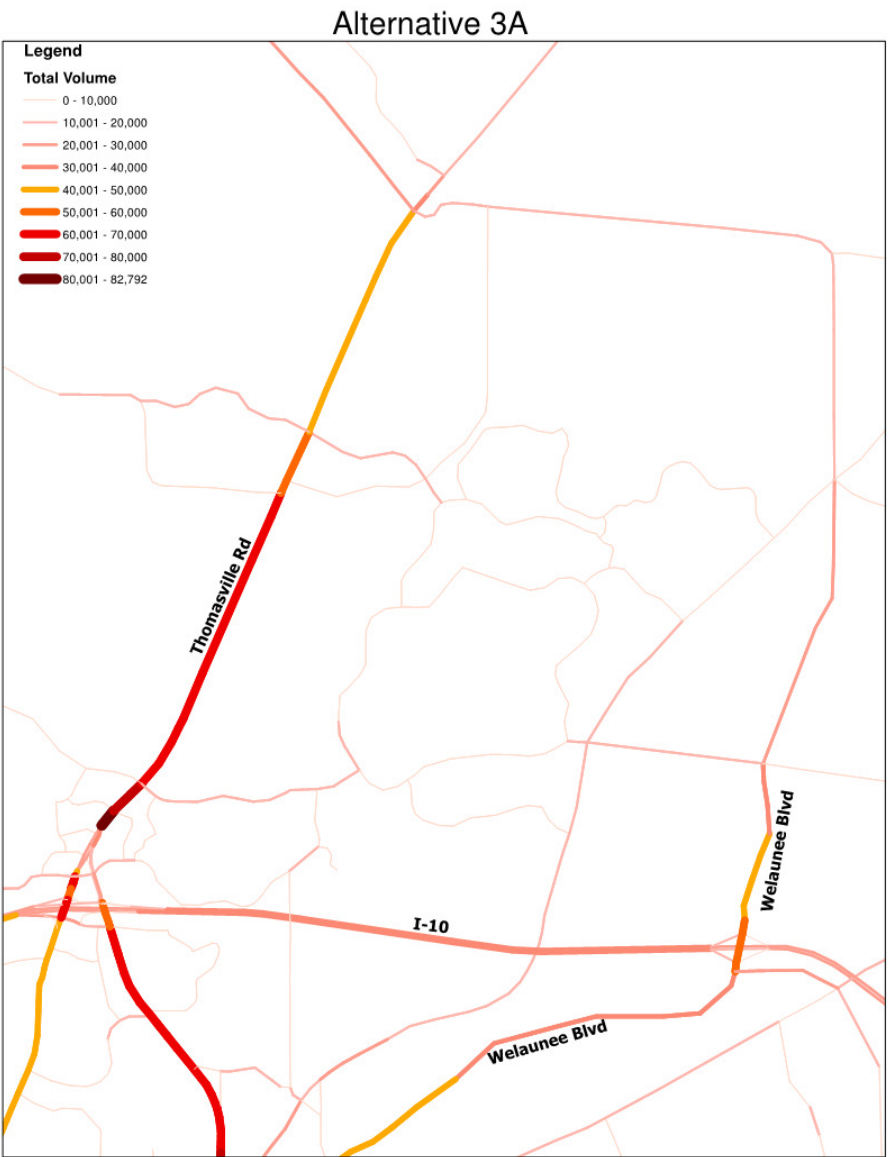 Alternative 3A
Legend
Total Volume
0 - 10,000
10,001 - 20,000
20,001 - 30,000
30,001 - 40,000
40,001 - 50,000
50,001 - 60,000
60,001 - 70,000
70,001 - 80,000
80,001 - 82,792
Thomasville Rd
Welaunee Blvd
I-10
Welaunee Blvd